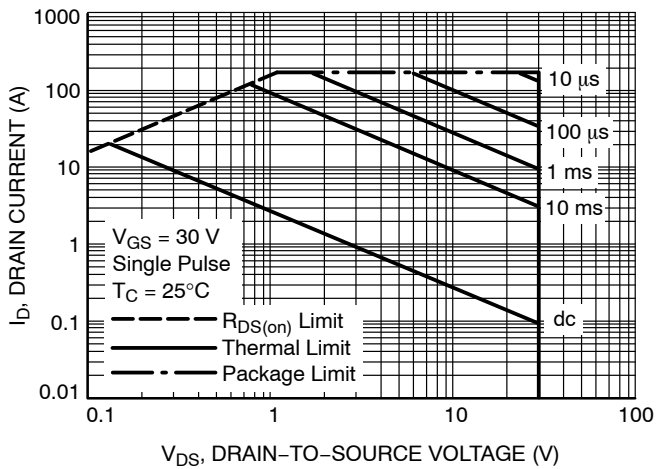 1000
100
10
1
0.1
0.01
I_D, DRAIN CURRENT (A)
10 μs
100 μs
1 ms
10 ms
dc
V_GS = 30 V
Single Pulse
T_C = 25°C
R_DS(on) Limit
Thermal Limit
Package Limit
0.1
1
10
100
V_DS, DRAIN−TO−SOURCE VOLTAGE (V)